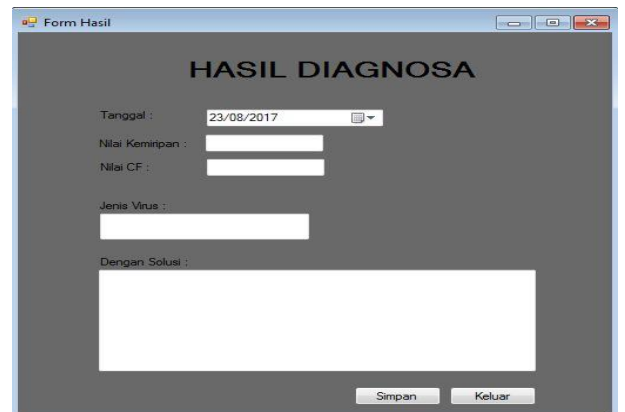 Form Hasil
HASIL DIAGNOSA
Tanggal : 23/08/2017
Nilai Kemiripan :
Nilai CF :
Jenis Virus :
Dengan Solusi :
Simpan Keluar